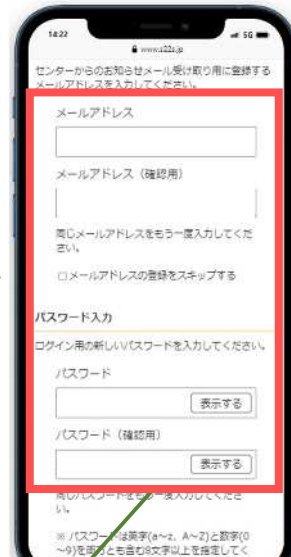 14:22
5G
www.s22s.jp
センターからのお知らせメール受け取り用に登録する
メールアドレスを入力してください。
メールアドレス
メールアドレス（確認用）
同じメールアドレスをもう一度入力してくだ
さい。
□メールアドレスの登録をスキップする
パスワード入力
ログイン用の新しいパスワードを入力してください。
パスワード
表示する
パスワード（確認用）
表示する
同じパスワードをもう一度入力してくださ
い。
※ パスワードは英字(a～z、A～Z)と数字(0
～9)を両方とも含む8文字以上を指定してく